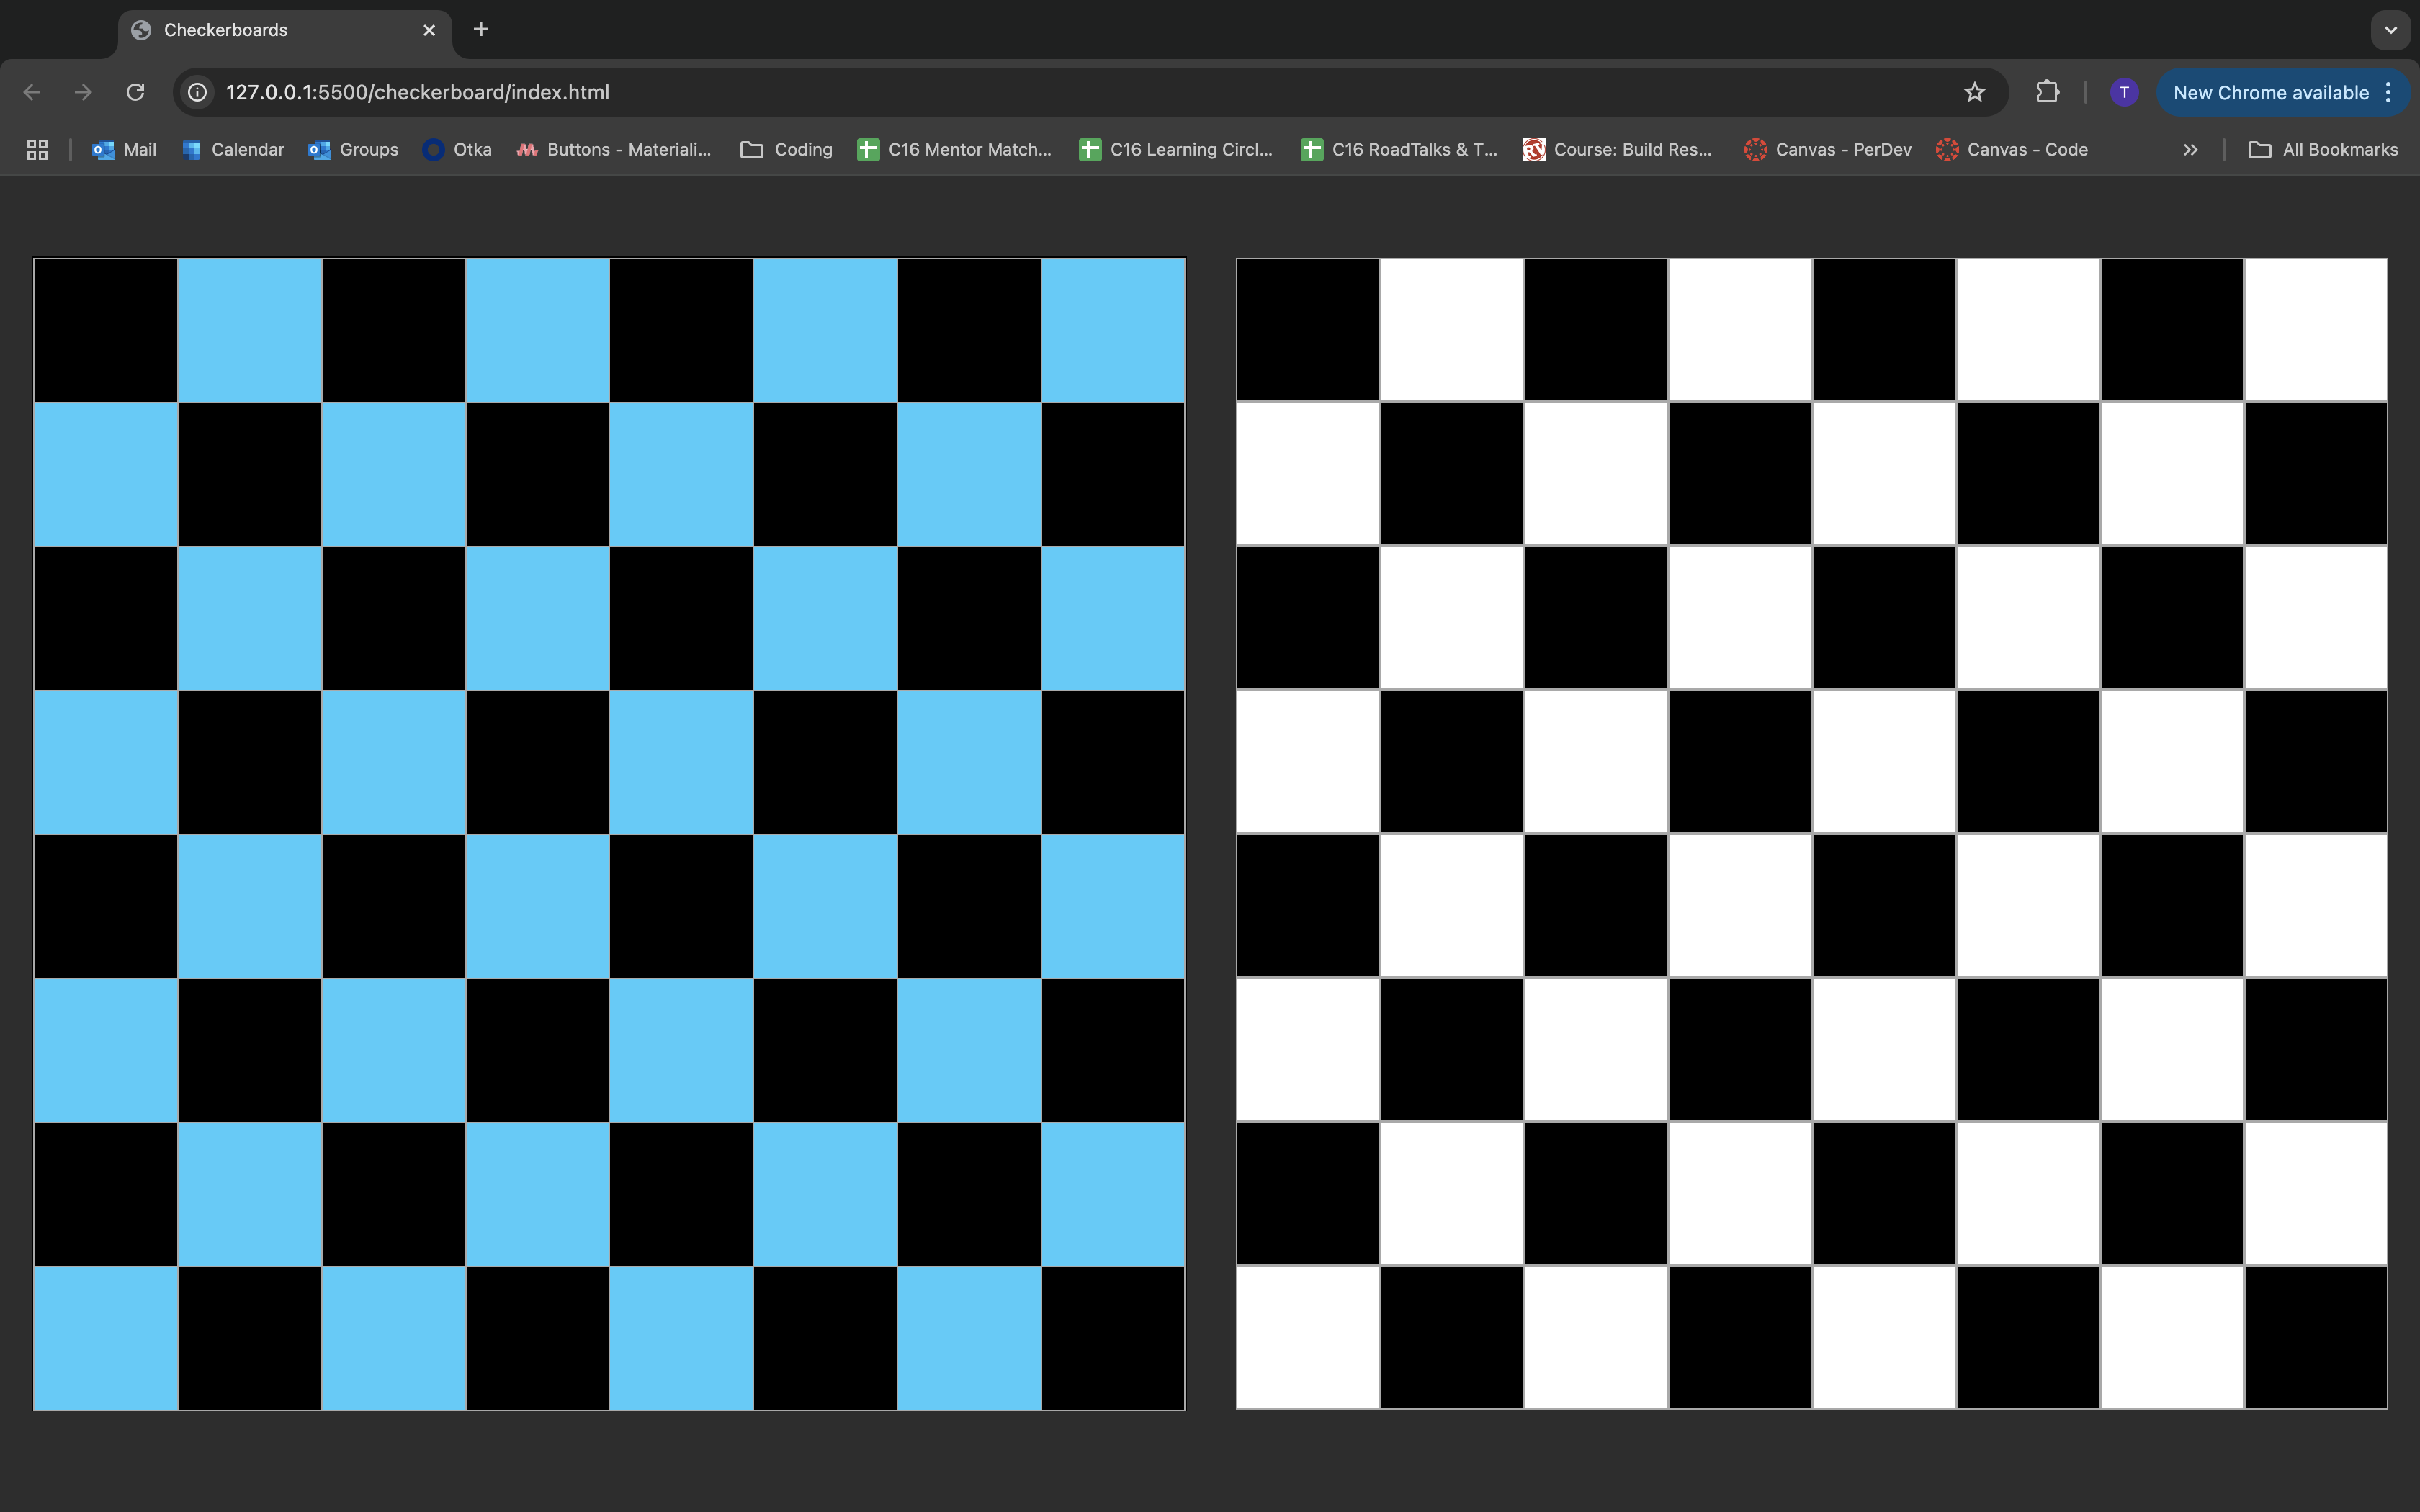 Checkerboards
127.0.0.1:5500/checkerboard/index.html
T
New Chrome available
Mail
Calendar
Groups
Otka
Buttons - Materiali...
Coding
C16 Mentor Match...
C16 Learning Circl...
C16 RoadTalks & T...
Course: Build Res...
Canvas - PerDev
Canvas - Code
All Bookmarks